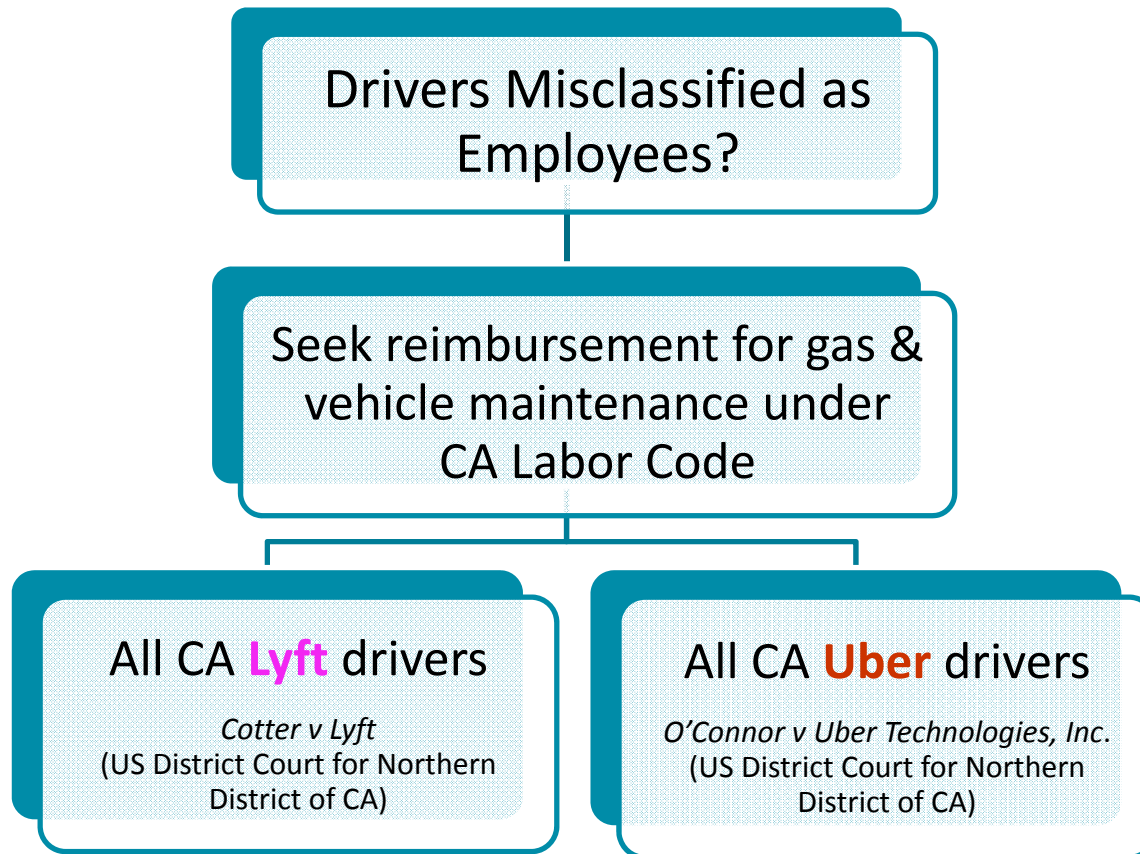 Drivers Misclassified as
Employees?
Seek reimbursement for gas &
vehicle maintenance under
CA Labor Code
All CA Lyft drivers
Cotter v Lyft
(US District Court for Northern
District of CA)
All CA Uber drivers
O’Connor v Uber Technologies, Inc.
(US District Court for Northern
District of CA)